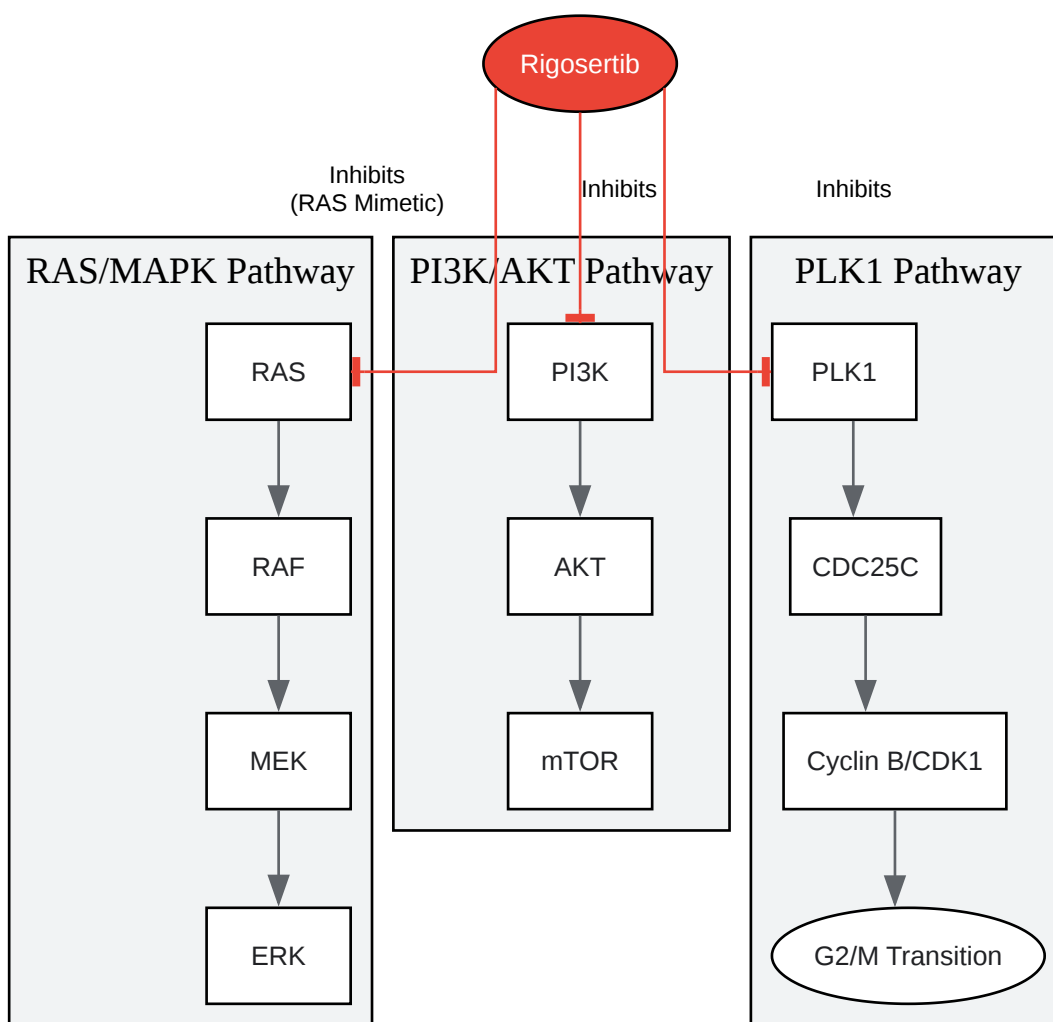 Rigosertib
Inhibits
(RAS Mimetic)
Inhibits
Inhibits
RAS/MAPK Pathway
PI3K/AKT Pathway
PLK1 Pathway
RAS
PI3K
PLK1
RAF
AKT
CDC25C
MEK
mTOR
Cyclin B/CDK1
ERK
G2/M Transition